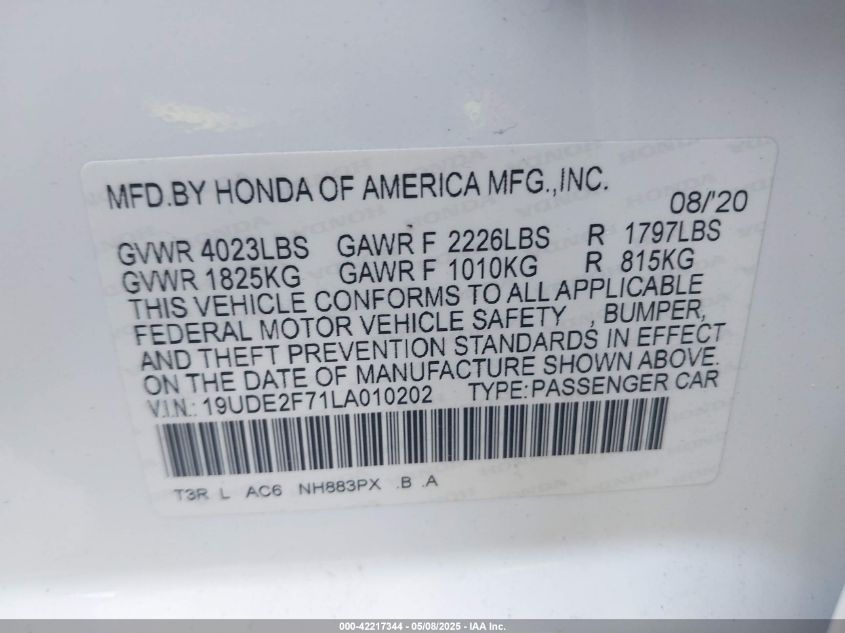 MFD.BY HONDA OF AMERICA MFG.,INC.
08/'20
GVWR 4023LBS GAWR F 2226LBS R 1797LBS
GVWR 1825KG GAWR F 1010KG R 815KG
THIS VEHICLE CONFORMS TO ALL APPLICABLE
FEDERAL MOTOR VEHICLE SAFETY , BUMPER,
AND THEFT PREVENTION STANDARDS IN EFFECT
ON THE DATE OF MANUFACTURE SHOWN ABOVE.
V.I.N.: 19UDE2F71LA010202 TYPE:PASSENGER CAR
T3R L AC6 NH883PX .B .A
000-42217344 - 05/08/2025 - IAA Inc.